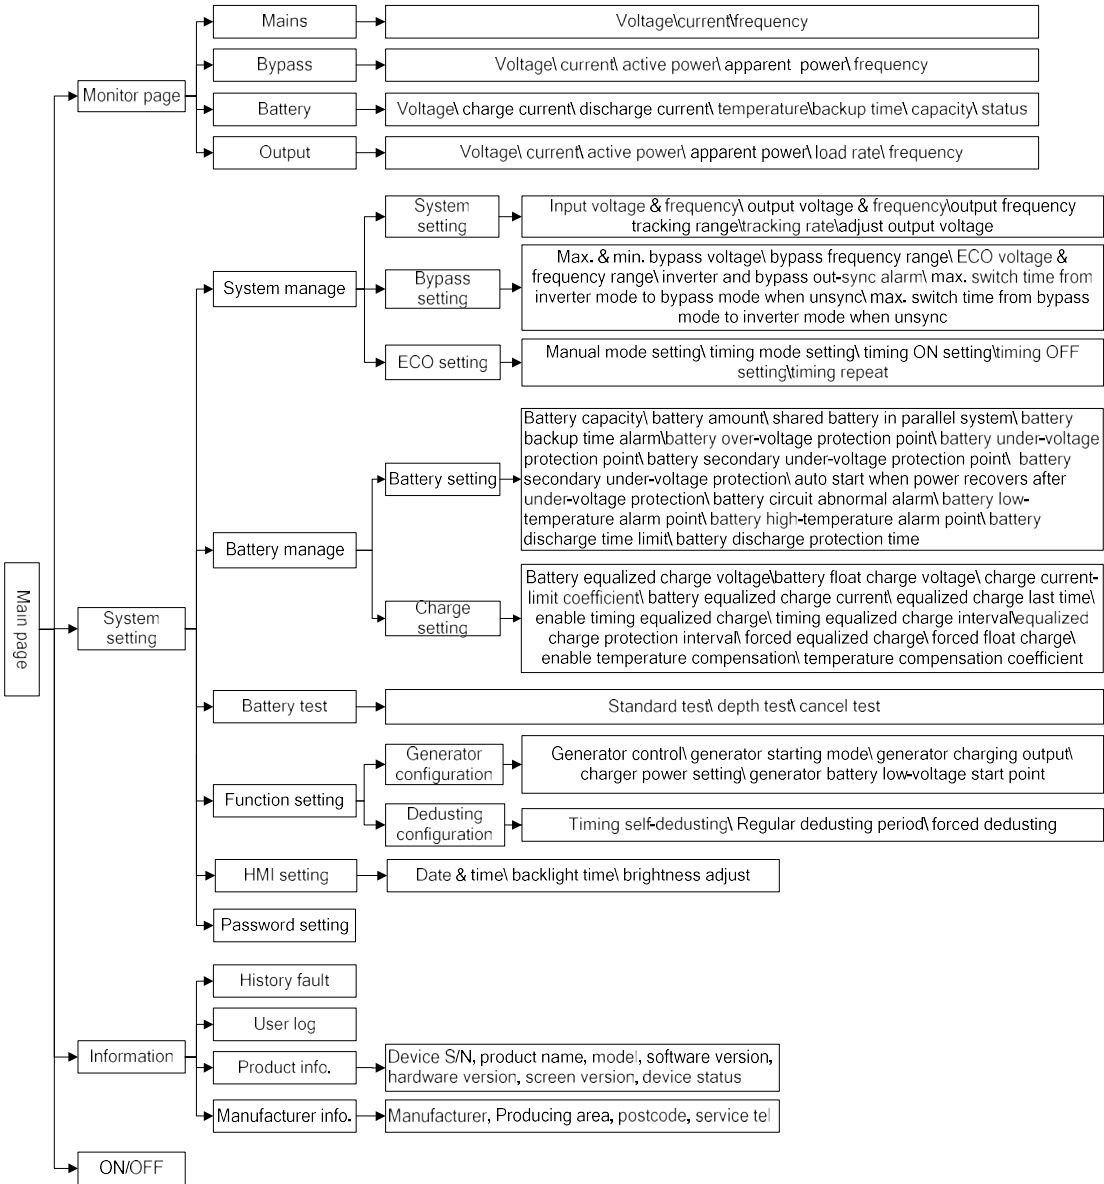 Mains
Voltage\current\frequency
Bypass
Voltage\ current\ active power\ apparent power\ frequency
Monitor page
Battery
Voltage\ charge current\ discharge current\ temperature\backup time\ capacity\ status
Output
Voltage\ current\ active power\ apparent power\ load rate\ frequency
System
setting
Input voltage & frequency\ output voltage & frequency\output frequency
tracking range\tracking rate\adjust output voltage
System manage
Bypass
setting
Max. & min. bypass voltage\ bypass frequency range\ ECO voltage &
frequency range\ inverter and bypass out-sync alarm\ max. switch time from
inverter mode to bypass mode when unsync\ max. switch time from bypass
mode to inverter mode when unsync
ECO setting
Manual mode setting\ timing mode setting\ timing ON setting\timing OFF
setting\timing repeat
Battery manage
Battery setting
Battery capacity\ battery amount\ shared battery in parallel system\ battery
backup time alarm\battery over-voltage protection point\ battery under-voltage
protection point\ battery secondary under-voltage protection point\ battery
secondary under-voltage protection\ auto start when power recovers after
under-voltage protection\ battery circuit abnormal alarm\ battery low-
temperature alarm point\ battery high-temperature alarm point\ battery
discharge time limit\ battery discharge protection time
Main page
System
setting
Charge
setting
Battery equalized charge voltage\battery float charge voltage\ charge current-
limit coefficient\ battery equalized charge current\ equalized charge last time\
enable timing equalized charge\ timing equalized charge interval\equalized
charge protection interval\ forced equalized charge\ forced float charge\
enable temperature compensation\ temperature compensation coefficient
Battery test
Standard test\ depth test\ cancel test
Function setting
Generator
configuration
Generator control\ generator starting mode\ generator charging output\
charger power setting\ generator battery low-voltage start point
Dedusting
configuration
Timing self-dedusting\ Regular dedusting period\ forced dedusting
HMI setting
Date & time\ backlight time\ brightness adjust
Password setting
History fault
User log
Information
Product info.
Device S/N, product name, model, software version,
hardware version, screen version, device status
Manufacturer info.
Manufacturer, Producing area, postcode, service tel
ON/OFF